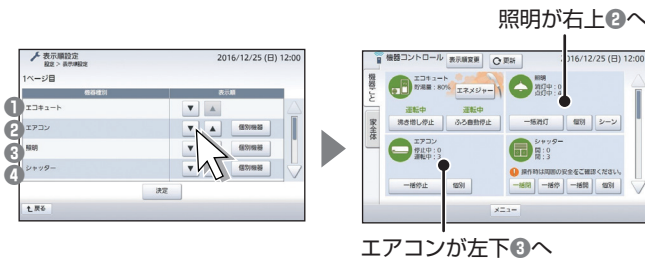 照明が右上❷へ
表示順設定
設定 > 表示順設定
2016/12/25 (日) 12:00
1ページ目
機器種別 表示順
❶ エコキュート ▼ ▲
❷ エアコン ▼ ▲ 個別機器
❸ 照明 ▼ 個別機器
❹ シャッター ▼ 個別機器
決定
戻る
機器コントロール 表示順変更 更新 2016/12/25 (日) 12:00
機器ごと
家全体
エコキュート
貯湯量：80% エネメジャー
運転中 運転中
沸き増し停止 ふろ自動停止
照明
消灯中：0
点灯中：4
一括消灯 個別 シーン
エアコン
停止中：0
運転中：3
一括停止 個別
シャッター
開：0
閉：3
操作時は周囲の安全をご確認ください。
一括開 一括停 一括閉 個別
メニュー
エアコンが左下❸へ